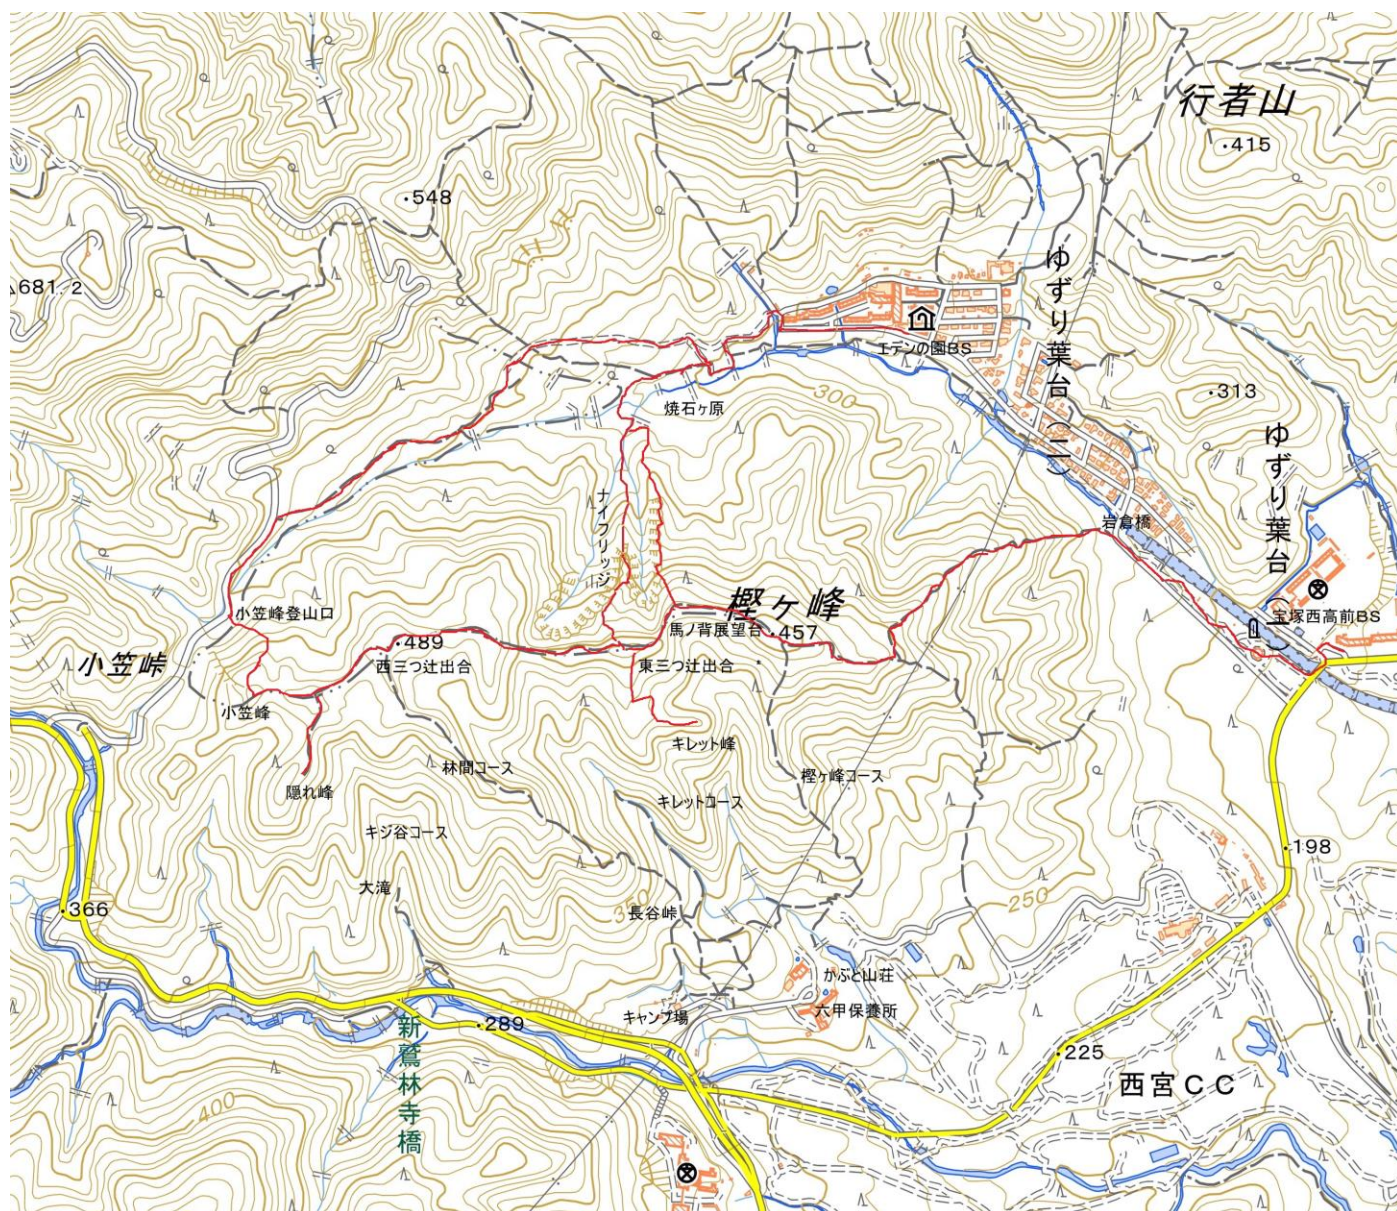 行者山
415
548
681.2
ゆずり葉台(二)
エデンの園BS
焼石ヶ原
300
313
ゆずり葉台(一)
ナイフリッジ
岩倉橋
小笠峰登山口
樫ヶ峰
馬ノ背展望台
457
宝塚西高前BS
小笠峠
489
西三つ辻出合
東三つ辻出合
小笠峰
キレット峰
林間コース
樫ヶ峰コース
隠れ峰
キレットコース
キジ谷コース
198
大滝
366
350
長谷峠
250
かぶと山荘
キャンプ場
六甲保養所
289
新鷲林寺橋
225
西宮CC
400